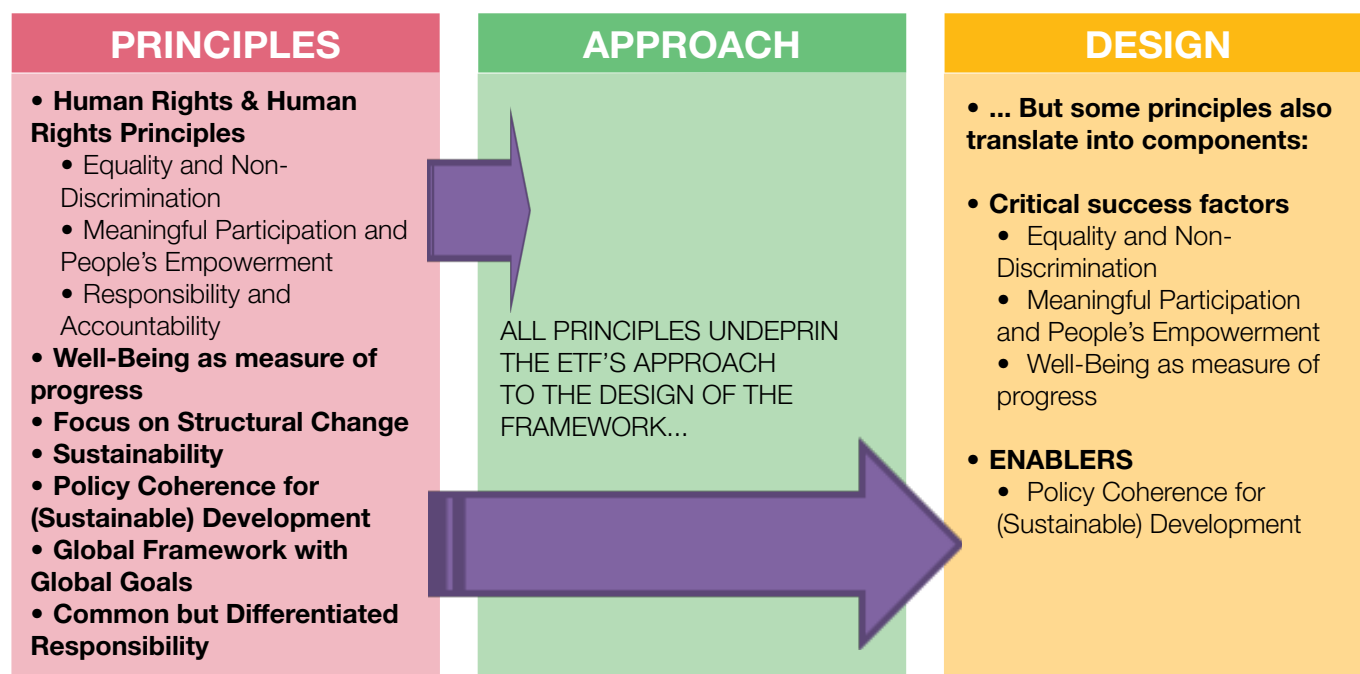 PRINCIPLES
• Human Rights & Human
Rights Principles
• Equality and Non-
Discrimination
• Meaningful Participation and
People’s Empowerment
• Responsibility and
Accountability
• Well-Being as measure of
progress
• Focus on Structural Change
• Sustainability
• Policy Coherence for
(Sustainable) Development
• Global Framework with
Global Goals
• Common but Differentiated
Responsibility
APPROACH
ALL PRINCIPLES UNDEPRIN
THE ETF’S APPROACH
TO THE DESIGN OF THE
FRAMEWORK...
DESIGN
• ... But some principles also
translate into components:
• Critical success factors
• Equality and Non-
Discrimination
• Meaningful Participation
and People’s Empowerment
• Well-Being as measure of
progress
• ENABLERS
• Policy Coherence for
(Sustainable) Development